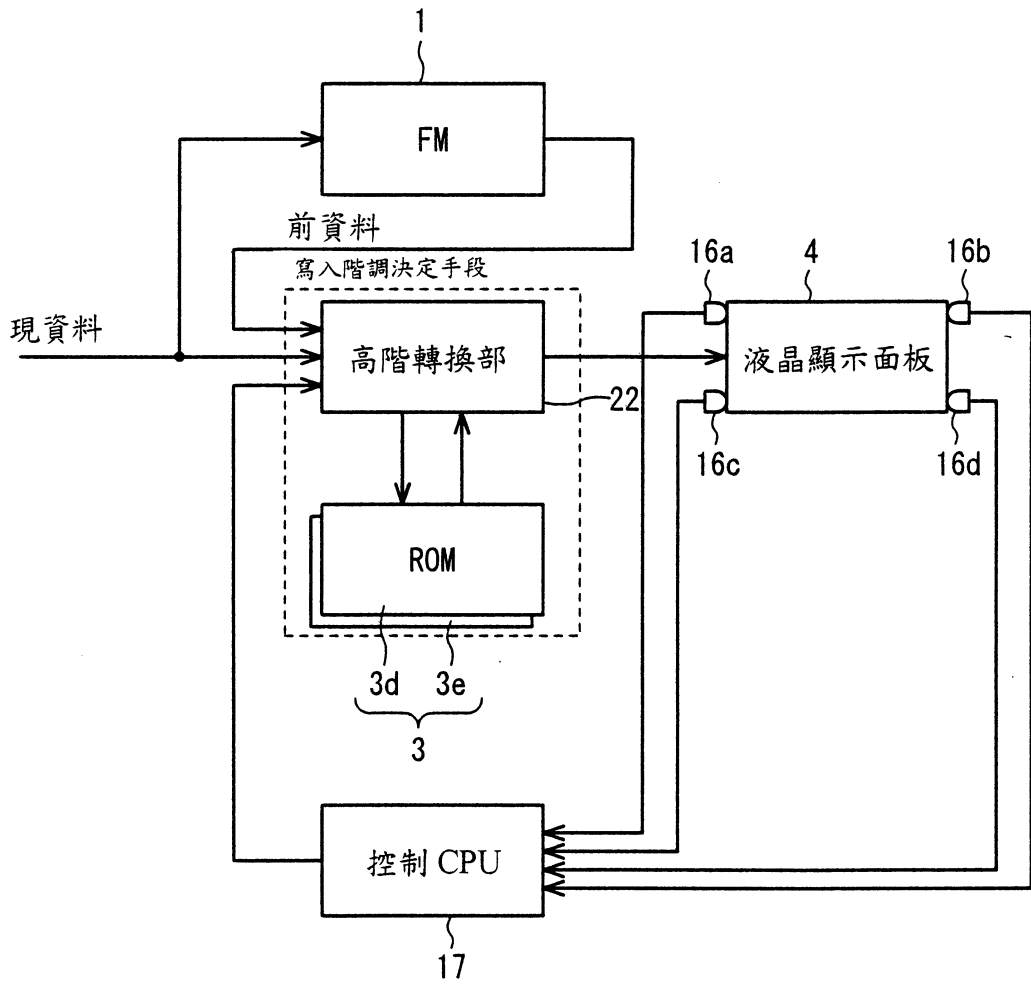 1
FM
前資料
寫入階調決定手段
現資料
高階轉換部
22
16a
4
16b
液晶顯示面板
16c
16d
ROM
3d
3e
3
控制 CPU
17